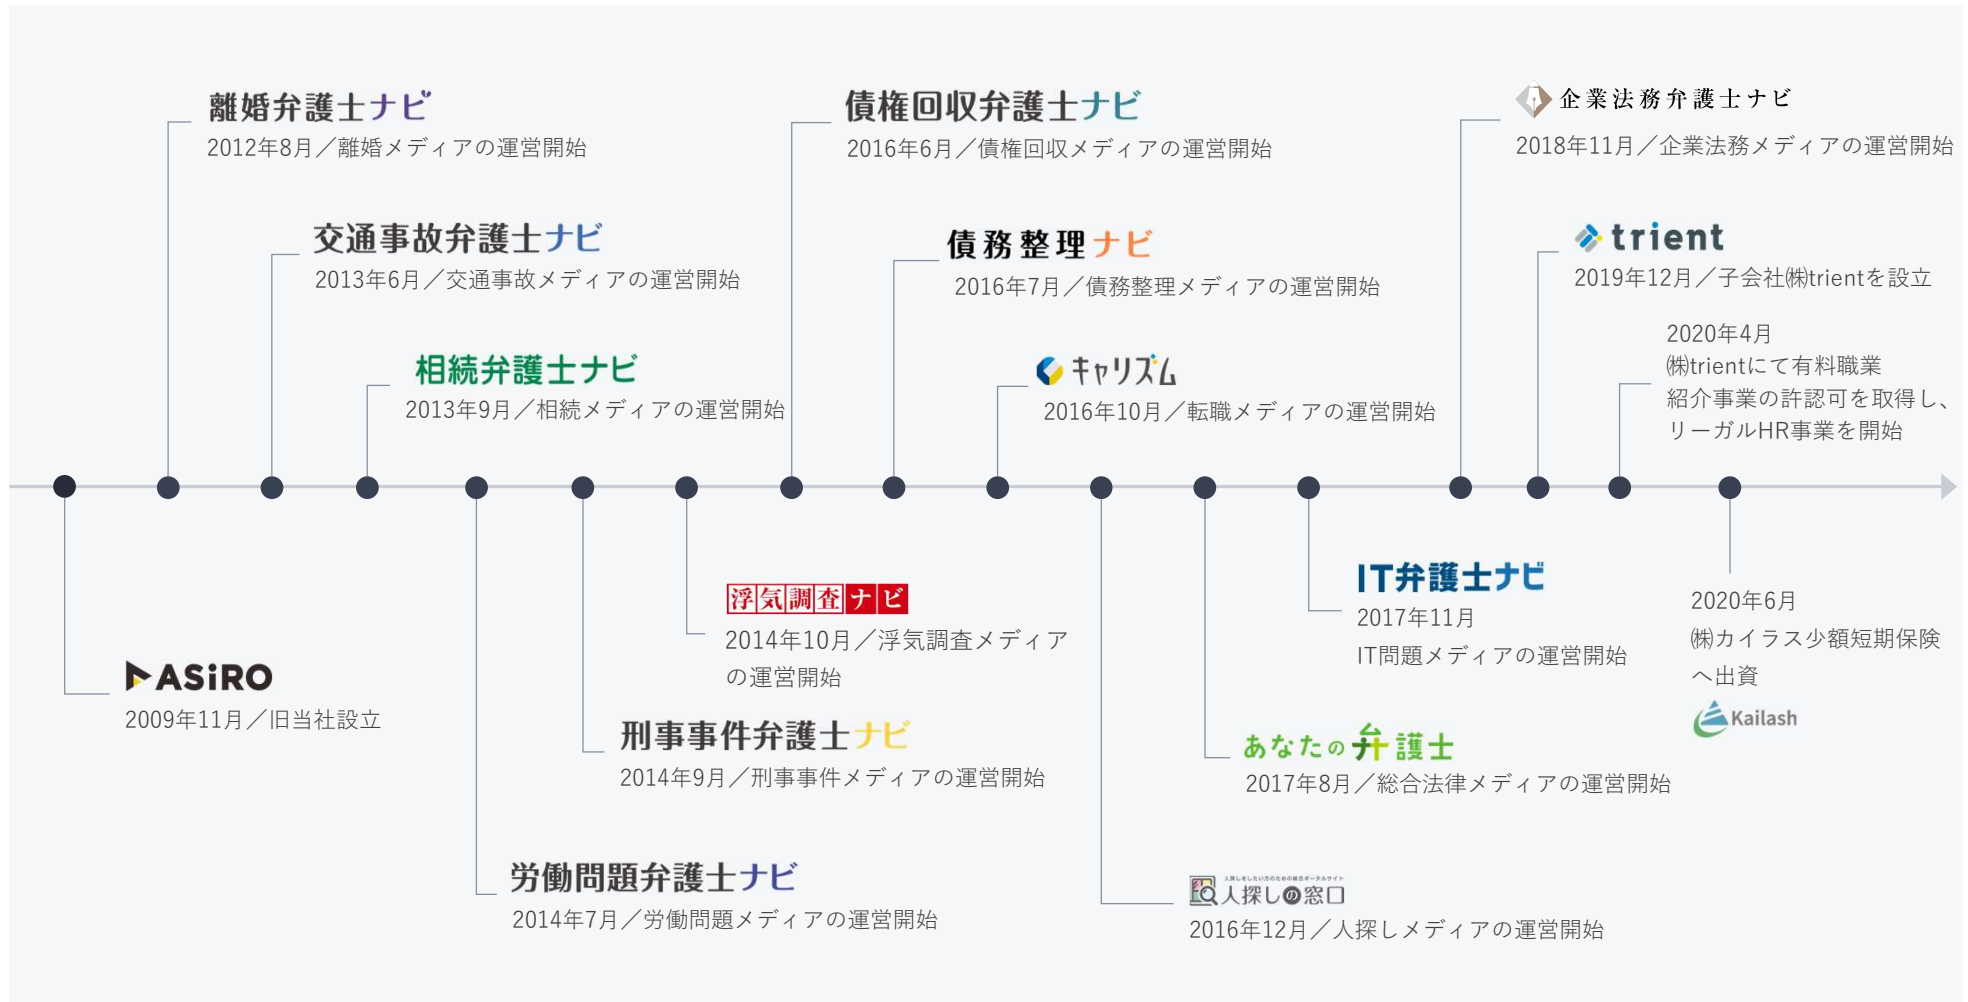 離婚弁護士ナビ
2012年8月／離婚メディアの運営開始
交通事故弁護士ナビ
2013年6月／交通事故メディアの運営開始
相続弁護士ナビ
2013年9月／相続メディアの運営開始
債権回収弁護士ナビ
2016年6月／債権回収メディアの運営開始
債務整理ナビ
2016年7月／債務整理メディアの運営開始
キャリズム
2016年10月／転職メディアの運営開始
企業法務弁護士ナビ
2018年11月／企業法務メディアの運営開始
trient
2019年12月／子会社㈱trientを設立
2020年4月
㈱trientにて有料職業
紹介事業の許認可を取得し、
リーガルHR事業を開始
ASiRO
2009年11月／旧当社設立
浮気調査ナビ
2014年10月／浮気調査メディア
の運営開始
刑事事件弁護士ナビ
2014年9月／刑事事件メディアの運営開始
労働問題弁護士ナビ
2014年7月／労働問題メディアの運営開始
IT弁護士ナビ
2017年11月
IT問題メディアの運営開始
あなたの弁護士
2017年8月／総合法律メディアの運営開始
人探しをしたい方のための総合ポータルサイト
人探しの窓口
2016年12月／人探しメディアの運営開始
2020年6月
㈱カイラス少額短期保険
へ出資
Kailash